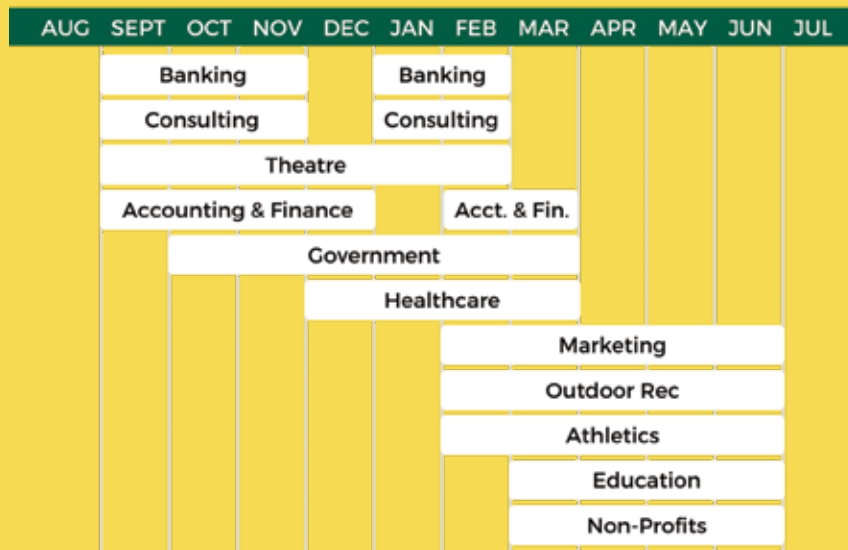 AUG SEPT OCT NOV DEC JAN FEB MAR APR MAY JUN JUL
Banking Banking
Consulting Consulting
Theatre
Accounting & Finance Acct. & Fin.
Government
Healthcare
Marketing
Outdoor Rec
Athletics
Education
Non-Profits